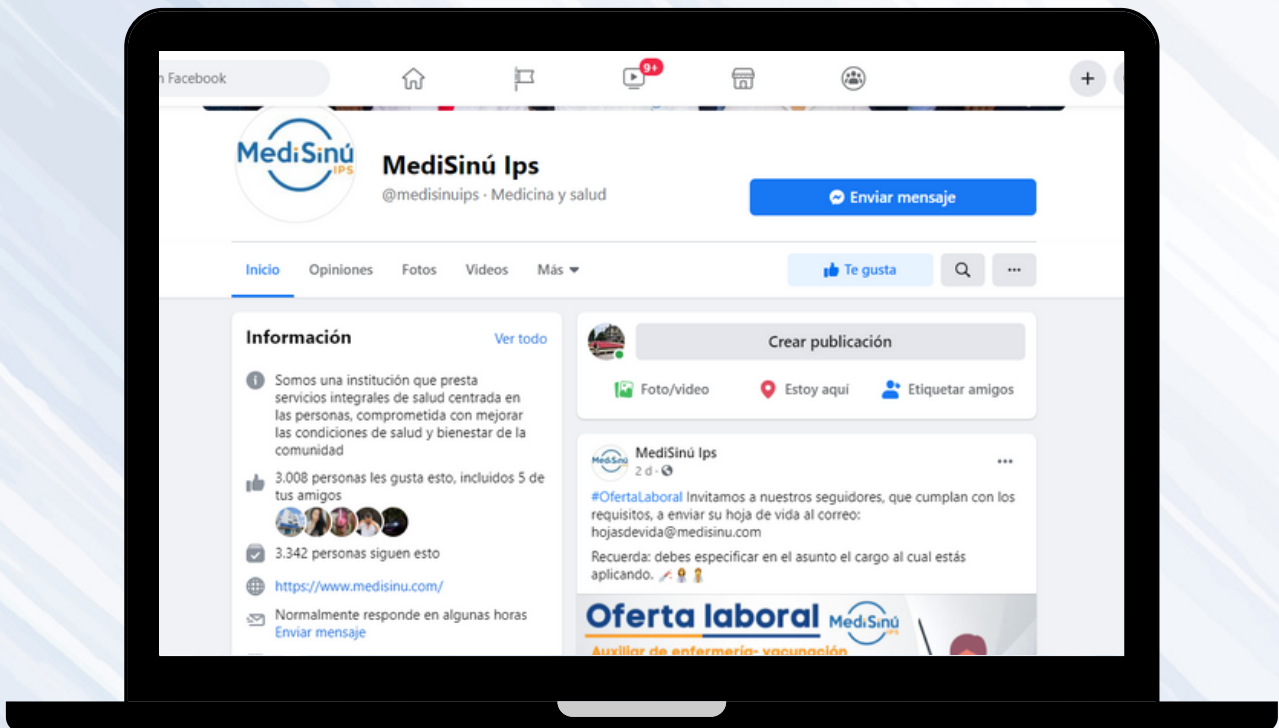 n Facebook
9+
MediSinú
IPS
MediSinú Ips
@medisinuips · Medicina y salud
Enviar mensaje
Inicio
Opiniones
Fotos
Videos
Más
Te gusta
Información
Ver todo
Somos una institución que presta
servicios integrales de salud centrada en
las personas, comprometida con mejorar
las condiciones de salud y bienestar de la
comunidad
3.008 personas les gusta esto, incluidos 5 de
tus amigos
3.342 personas siguen esto
https://www.medisinu.com/
Normalmente responde en algunas horas
Enviar mensaje
Crear publicación
Foto/video
Estoy aquí
Etiquetar amigos
MediSinú
MediSinú Ips
2 d ·
#OfertaLaboral Invitamos a nuestros seguidores, que cumplan con los
requisitos, a enviar su hoja de vida al correo:
hojasdevida@medisinu.com
Recuerda: debes especificar en el asunto el cargo al cual estás
aplicando.
Oferta laboral
MediSinú
IPS
Auxiliar de enfermería- vacunación